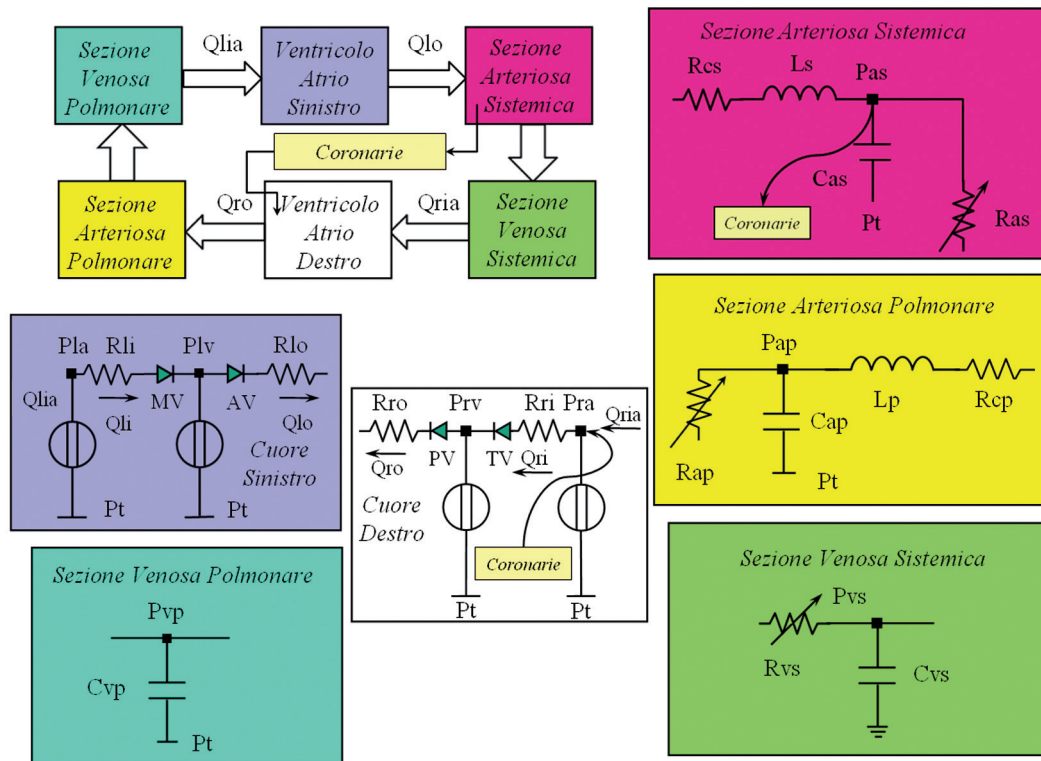 Sezione
Venosa
Polmonare
Qlia
Ventricolo
Atrio
Sinistro
Qlo
Sezione
Arteriosa
Sistemica
Coronarie
Sezione
Arteriosa
Polmonare
Qro
Ventricolo
Atrio
Destro
Qria
Sezione
Venosa
Sistemica
Sezione Arteriosa Sistemica
Rcs
Ls
Pas
Cas
Coronarie
Pt
Ras
Pla
Rli
Plv
Rlo
Qlia
MV
AV
Qli
Qlo
Cuore
Sinistro
Pt
Pt
Rro
Prv
Rri
Pra
Qria
Qro
PV
TV
Qri
Cuore
Destro
Coronarie
Pt
Pt
Sezione Arteriosa Polmonare
Pap
Lp
Rcp
Cap
Rap
Pt
Sezione Venosa Polmonare
Pvp
Cvp
Pt
Sezione Venosa Sistemica
Pvs
Rvs
Cvs